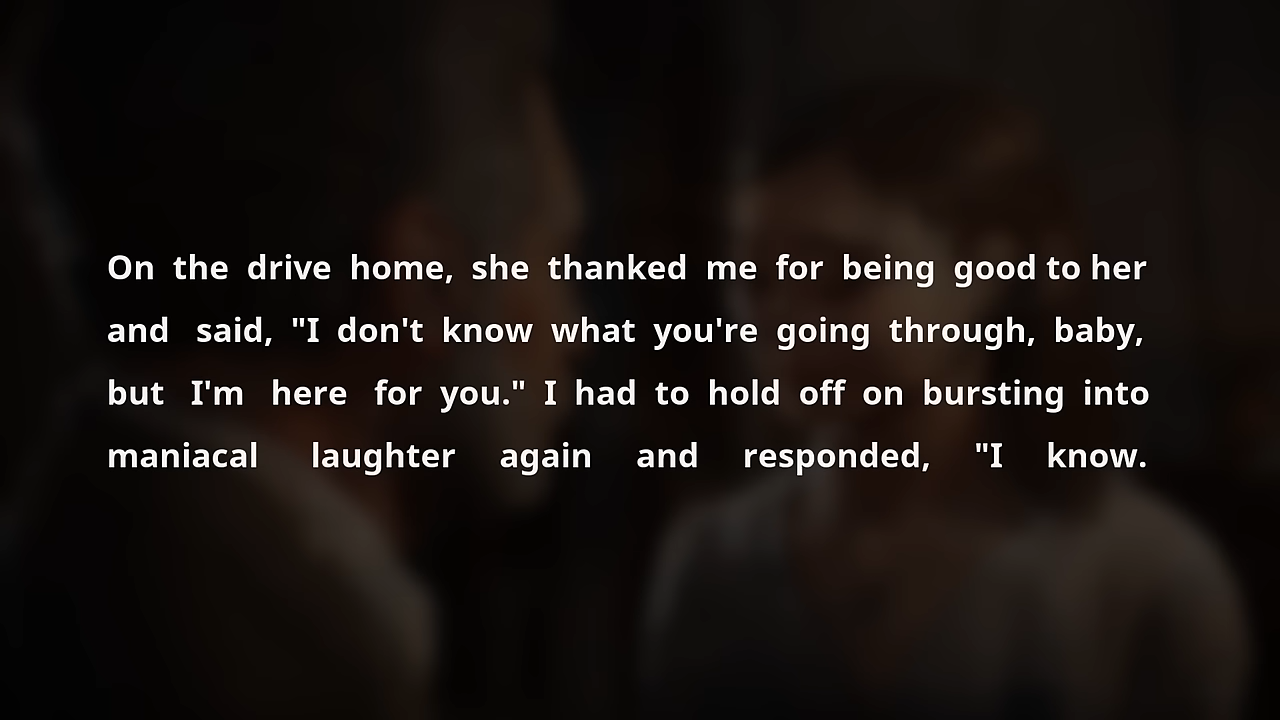 On the drive home, she thanked me for being good to her
and said, "I don't know what you're going through, baby,
but I'm here for you." I had to hold off on bursting into
maniacal laughter again and responded, "I know.